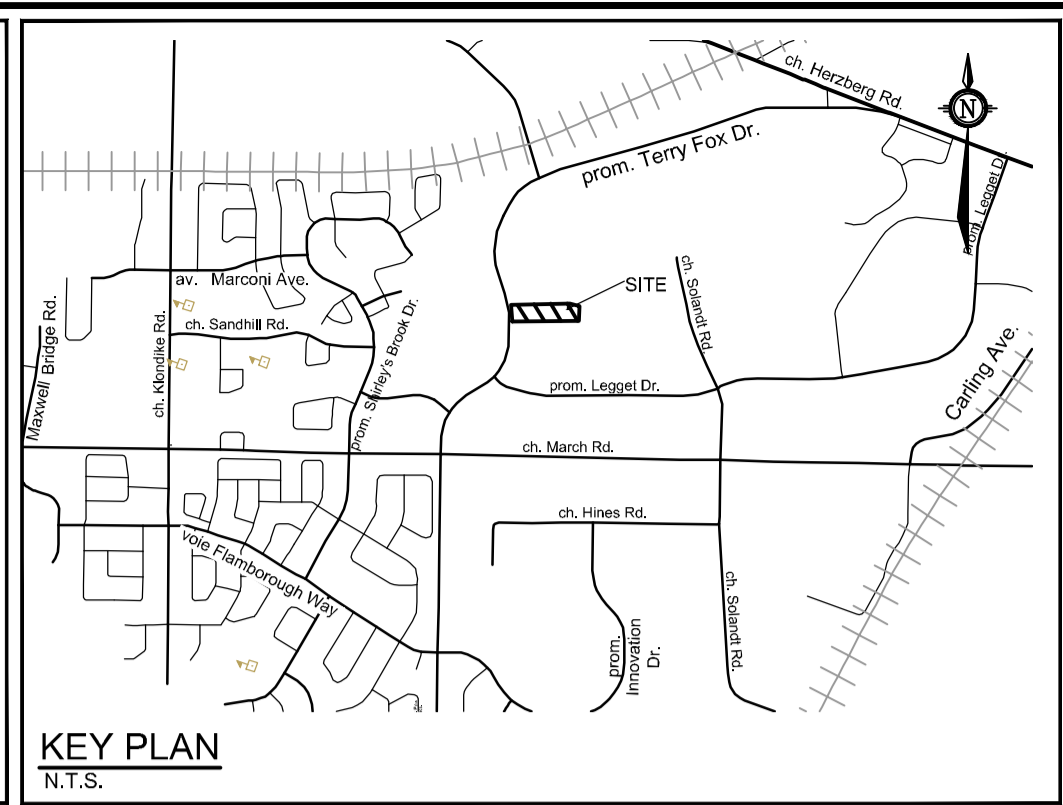 ch. Herzberg Rd.
N
prom. Terry Fox Dr.
prom. Legget Dr.
ch. Solandt Rd.
SITE
av. Marconi Ave.
ch. Sandhill Rd.
Maxwell Bridge Rd.
ch. Klondike Rd.
prom. Shirley's Brook Dr.
prom. Legget Dr.
Carling Ave.
ch. March Rd.
ch. Hines Rd.
voie Flamborough Way
ch. Solandt Rd.
prom.
Innovation
Dr.
KEY PLAN
N.T.S.